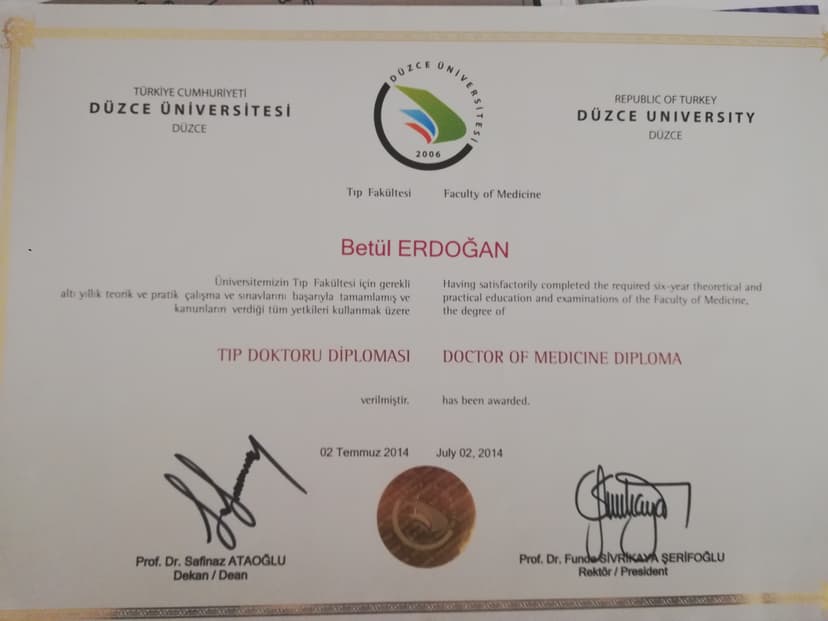 TÜRKİYE CUMHURİYETİ
DÜZCE ÜNİVERSİTESİ
DÜZCE
DÜZCE ÜNİVERSİTESİ
2006
REPUBLIC OF TURKEY
DÜZCE UNIVERSITY
DÜZCE
Tıp Fakültesi
Faculty of Medicine
Betül ERDOĞAN
Üniversitemizin Tıp Fakültesi için gerekli
altı yıllık teorik ve pratik çalışma ve sınavlarını başarıyla tamamlamış ve
kanunların verdiği tüm yetkileri kullanmak üzere
Having satisfactorily completed the required six-year theoretical and
practical education and examinations of the Faculty of Medicine,
the degree of
TIP DOKTORU DİPLOMASI
DOCTOR OF MEDICINE DIPLOMA
verilmiştir.
has been awarded.
02 Temmuz 2014
July 02, 2014
Prof. Dr. Safinaz ATAOĞLU
Dekan / Dean
Prof. Dr. Funda SİVRİKAYA ŞERİFOĞLU
Rektör / President